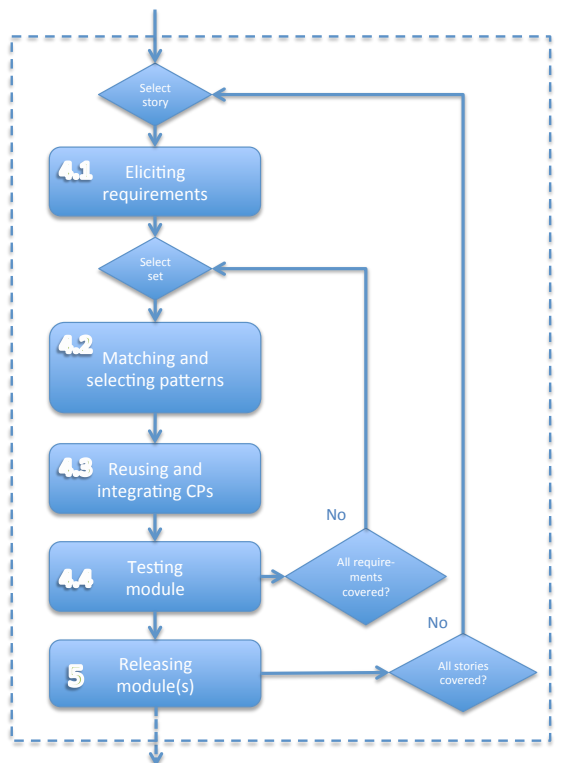 Select
story
4.1
Eliciting
requirements
Select
set
4.2
Matching and
selecting patterns
4.3
Reusing and
integrating CPs
No
4.4
Testing
module
All require-
ments
covered?
No
5
Releasing
module(s)
All stories
covered?